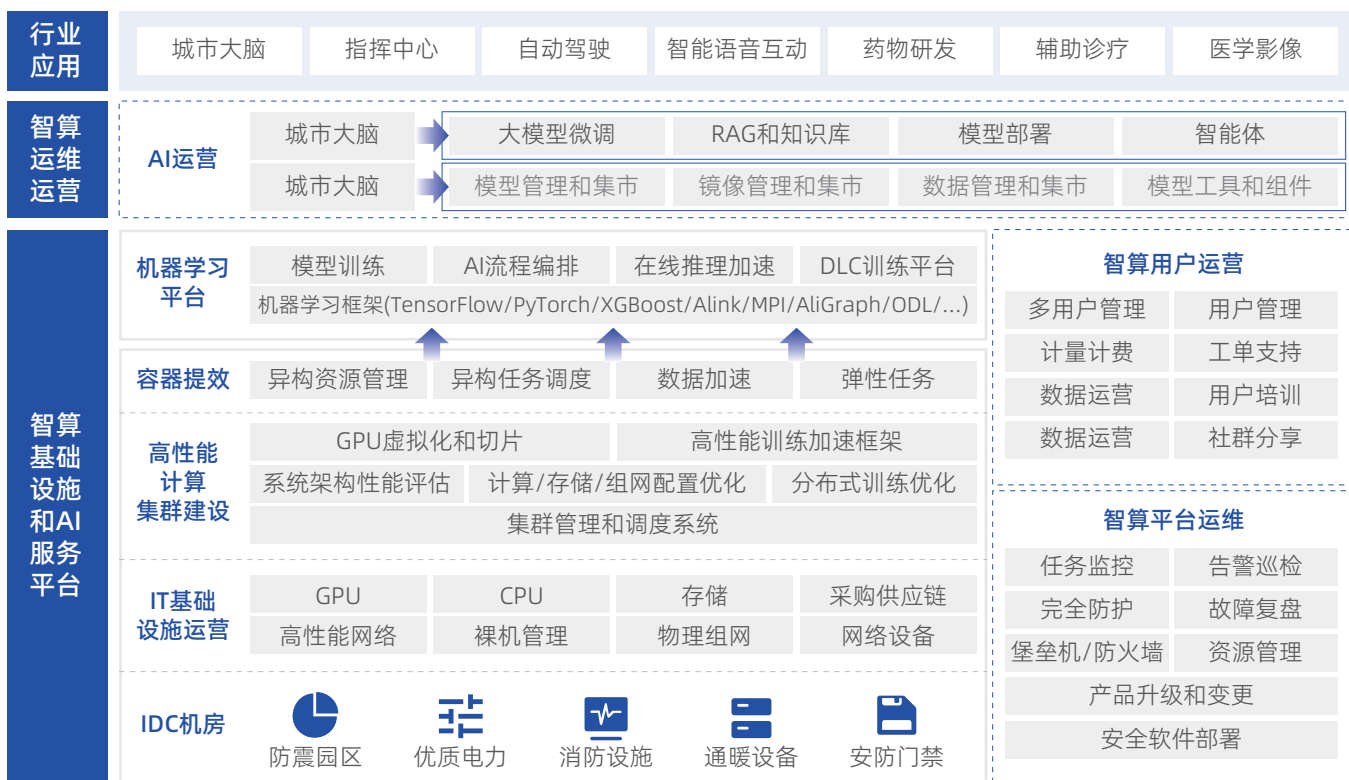 行业
应用
城市大脑
指挥中心
自动驾驶
智能语音互动
药物研发
辅助诊疗
医学影像
智算
运维
运营
AI运营
城市大脑
大模型微调
RAG和知识库
模型部署
智能体
城市大脑
模型管理和集市
镜像管理和集市
数据管理和集市
模型工具和组件
智算
基础
设施
和AI
服务
平台
机器学习
平台
模型训练
AI流程编排
在线推理加速
DLC训练平台
机器学习框架(TensorFlow/PyTorch/XGBoost/Alink/MPI/AliGraph/ODL/...)
容器提效
异构资源管理
异构任务调度
数据加速
弹性任务
高性能
计算
集群建设
GPU虚拟化和切片
高性能训练加速框架
系统架构性能评估
计算/存储/组网配置优化
分布式训练优化
集群管理和调度系统
IT基础
设施运营
GPU
CPU
存储
采购供应链
高性能网络
裸机管理
物理组网
网络设备
IDC机房
防震园区
优质电力
消防设施
通暖设备
安防门禁
智算用户运营
多用户管理
用户管理
计量计费
工单支持
数据运营
用户培训
数据运营
社群分享
智算平台运维
任务监控
告警巡检
完全防护
故障复盘
堡垒机/防火墙
资源管理
产品升级和变更
安全软件部署